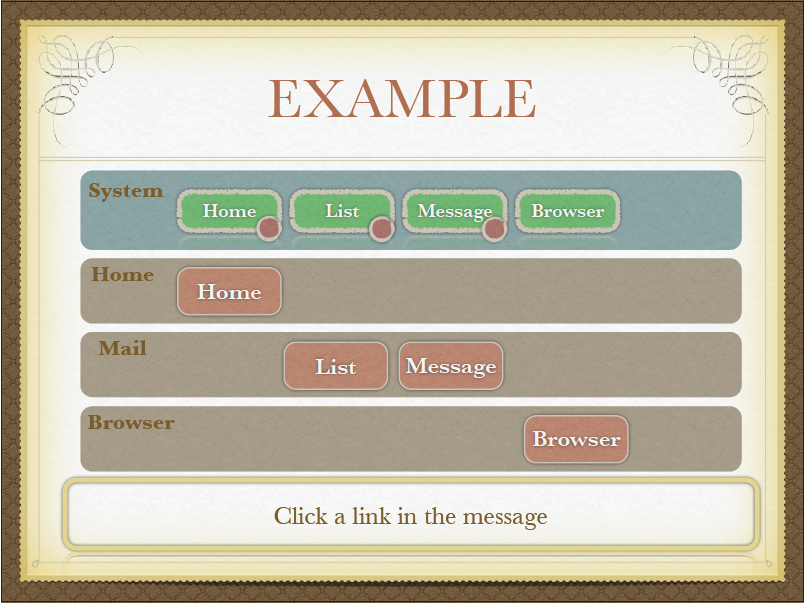 EXAMPLE
System
Home List Message Browser
Home
Home
Mail
List Message
Browser
Browser
Click a link in the message